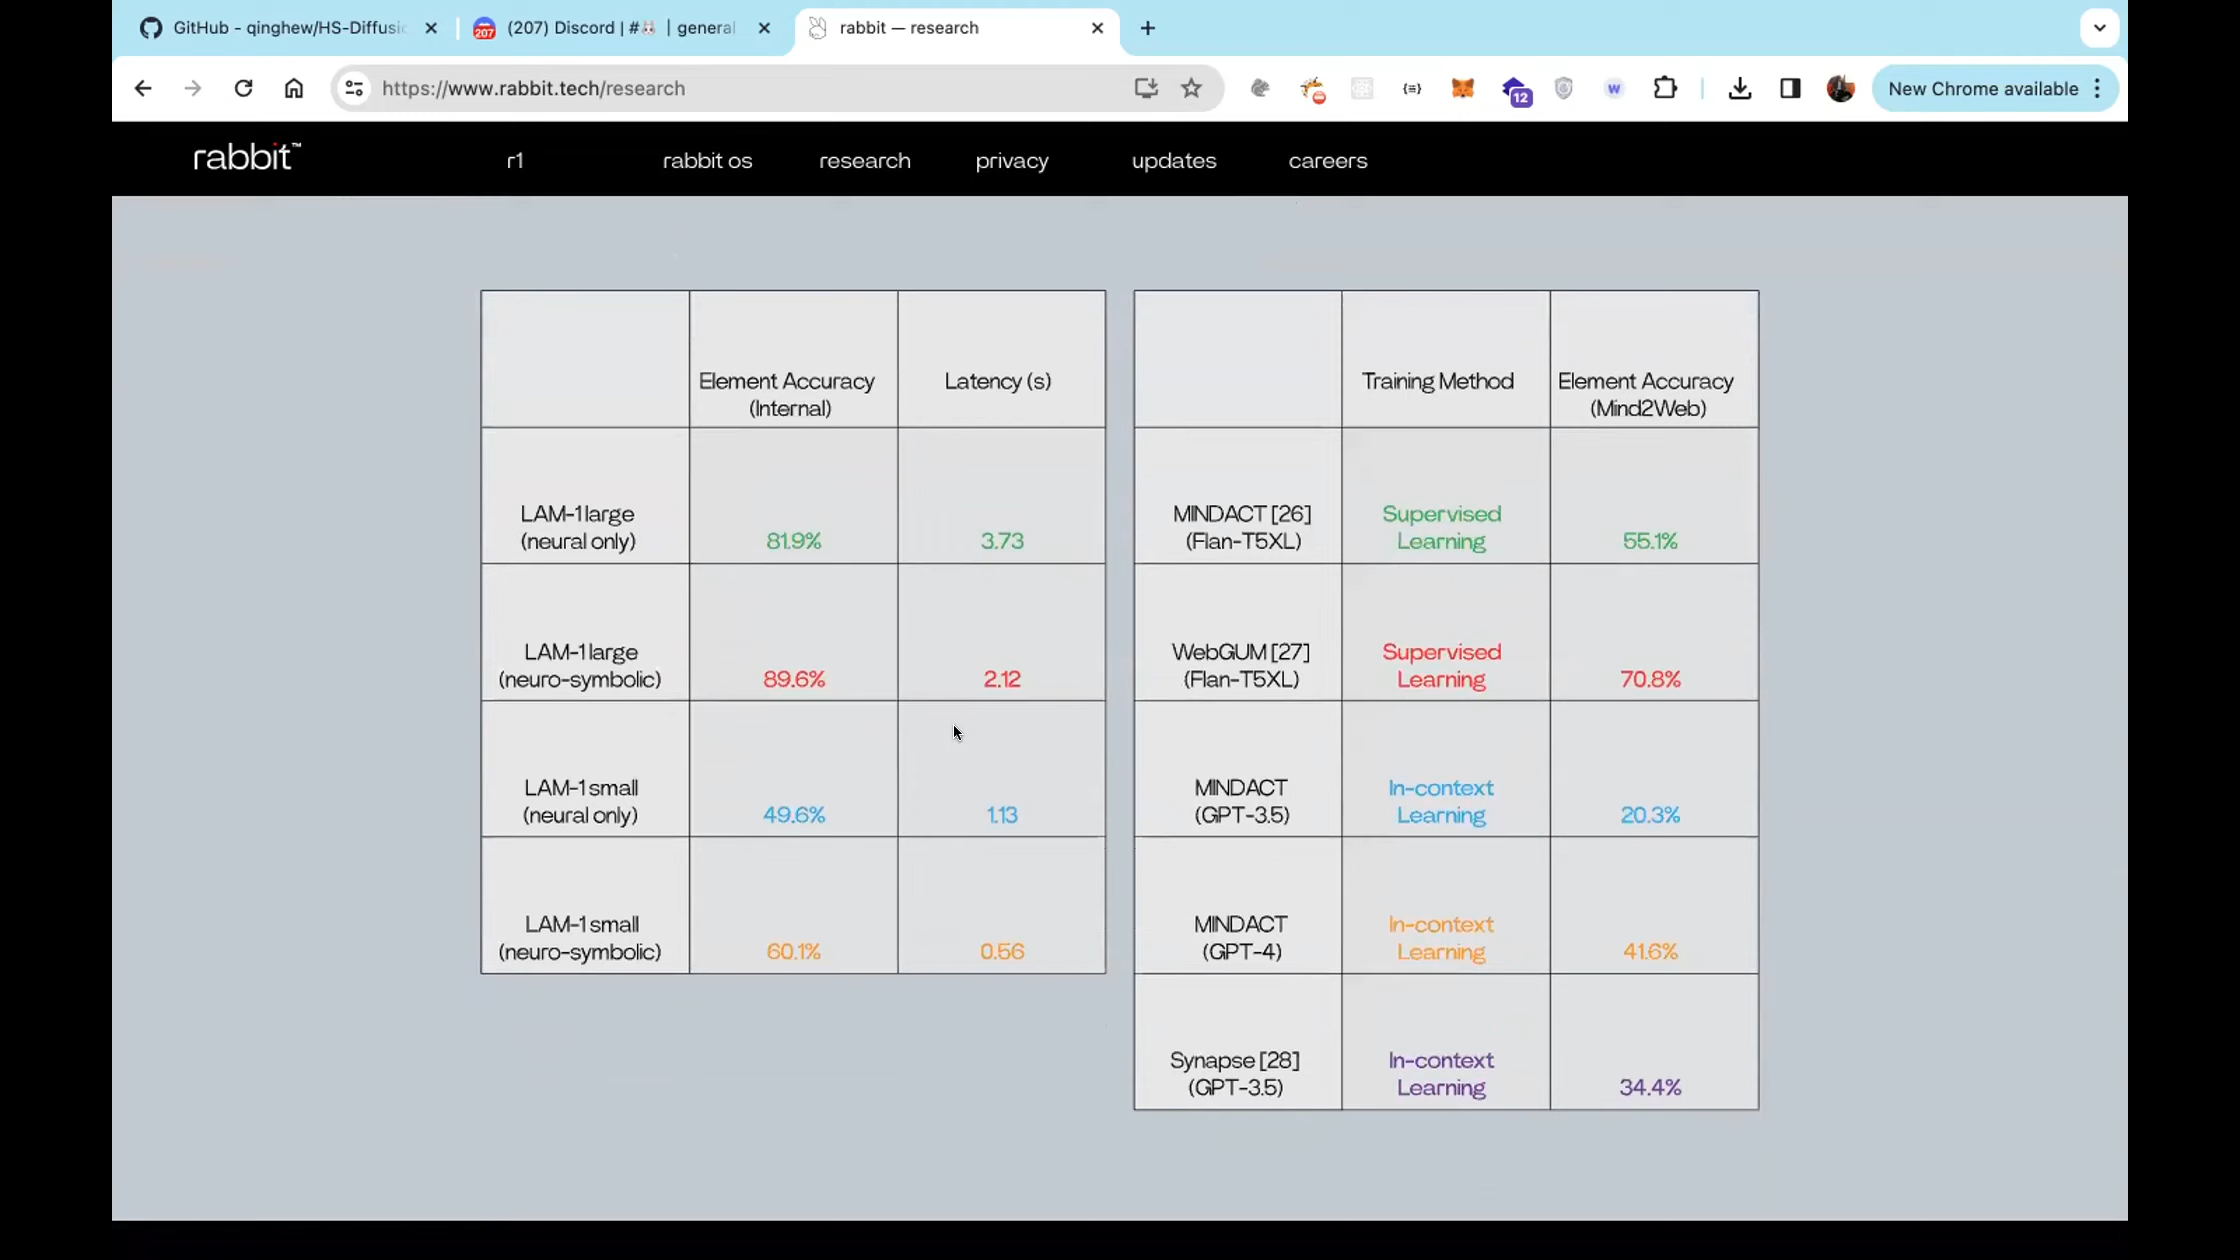 GitHub - qinghew/HS-Diffusi
(207) Discord | #🐰 | general
rabbit — research
https://www.rabbit.tech/research
12
New Chrome available
rabbit™
r1
rabbit os
research
privacy
updates
careers
Element Accuracy
(Internal)
Latency (s)
LAM-1 large
(neural only)
81.9%
3.73
LAM-1 large
(neuro-symbolic)
89.6%
2.12
LAM-1 small
(neural only)
49.6%
1.13
LAM-1 small
(neuro-symbolic)
60.1%
0.56
Training Method
Element Accuracy
(Mind2Web)
MINDACT [26]
(Flan-T5XL)
Supervised
Learning
55.1%
WebGUM [27]
(Flan-T5XL)
Supervised
Learning
70.8%
MINDACT
(GPT-3.5)
In-context
Learning
20.3%
MINDACT
(GPT-4)
In-context
Learning
41.6%
Synapse [28]
(GPT-3.5)
In-context
Learning
34.4%